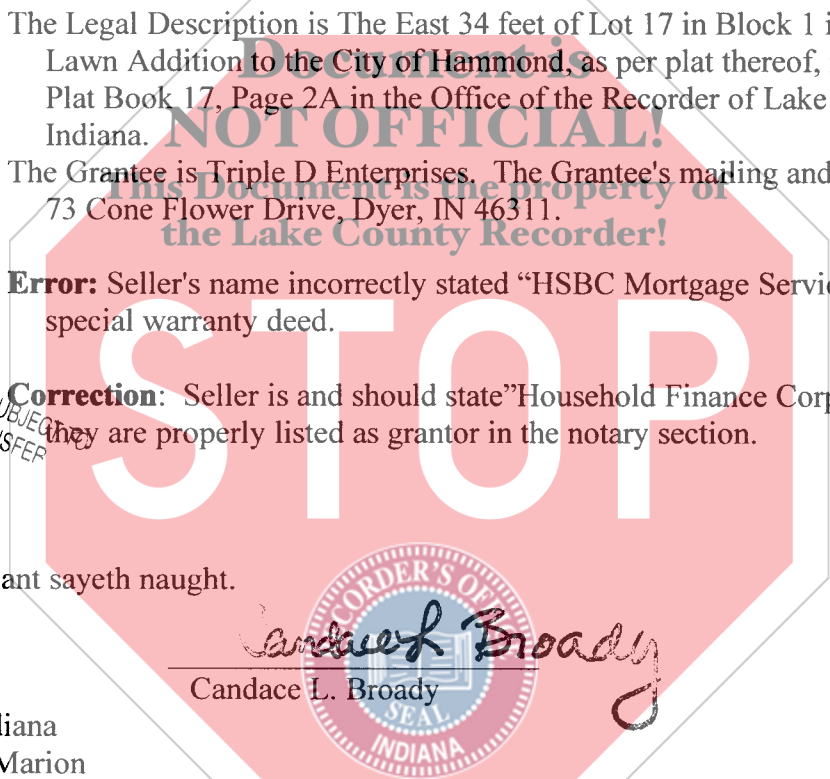 The Legal Description is The East 34 feet of Lot 17 in Block 1
Lawn Addition to the City of Hammond, as per plat thereof,
Document is
Plat Book 17, Page 2A in the Office of the Recorder of Lake
NOT OFFICIAL!
Indiana.
The Grantee is Triple D Enterprises. The Grantee's mailing and
This Document is the property of
73 Cone Flower Drive, Dyer, IN 46311.
the Lake County Recorder!
Error: Seller's name incorrectly stated “HSBC Mortgage
special warranty deed.
STOP
Correction: Seller is and should state”Household Finance
they are properly listed as grantor in the notary section.
ant sayeth naught.
RECORDER'S OFFICE
Candace L Broady
Candace L. Broady
SEAL
INDIANA
diana
Marion